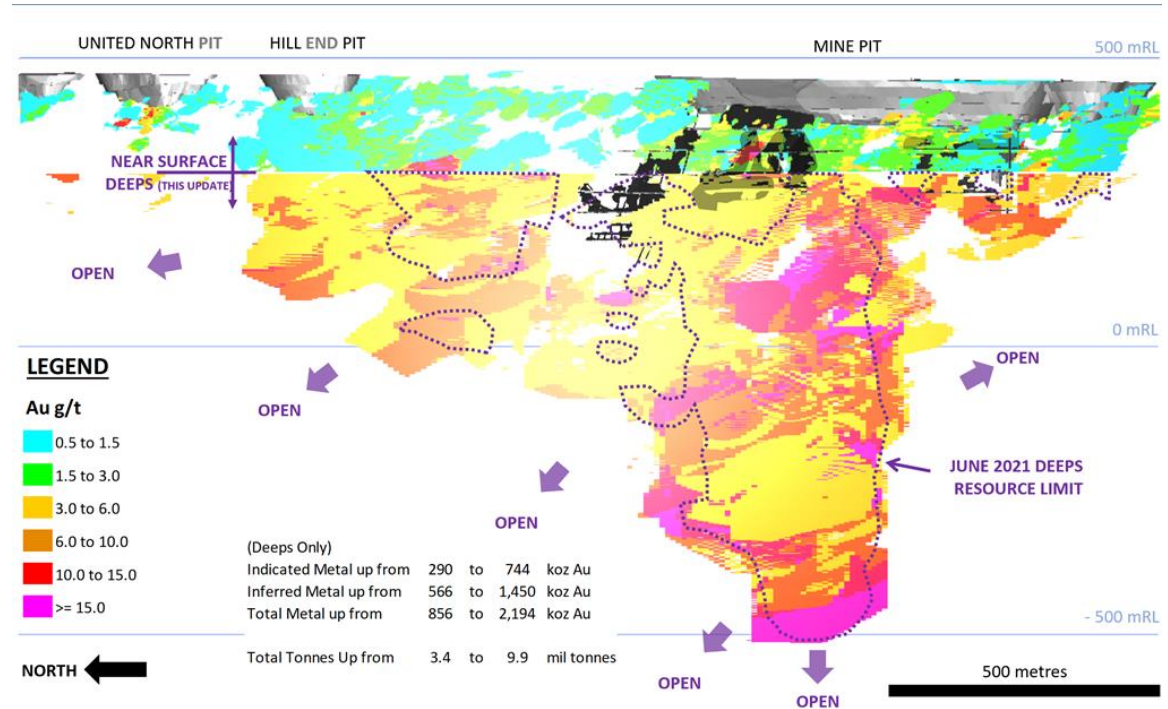 UNITED NORTH PIT
HILL END PIT
MINE PIT
500 mRL
NEAR SURFACE
DEEPS (THIS UPDATE)
OPEN
0 mRL
OPEN
OPEN
LEGEND
Au g/t
0.5 to 1.5
1.5 to 3.0
3.0 to 6.0
6.0 to 10.0
10.0 to 15.0
>= 15.0
JUNE 2021 DEEPS
RESOURCE LIMIT
OPEN
(Deeps Only)
Indicated Metal up from 290 to 744 koz Au
Inferred Metal up from 566 to 1,450 koz Au
Total Metal up from 856 to 2,194 koz Au
Total Tonnes Up from 3.4 to 9.9 mil tonnes
- 500 mRL
NORTH
OPEN
OPEN
500 metres